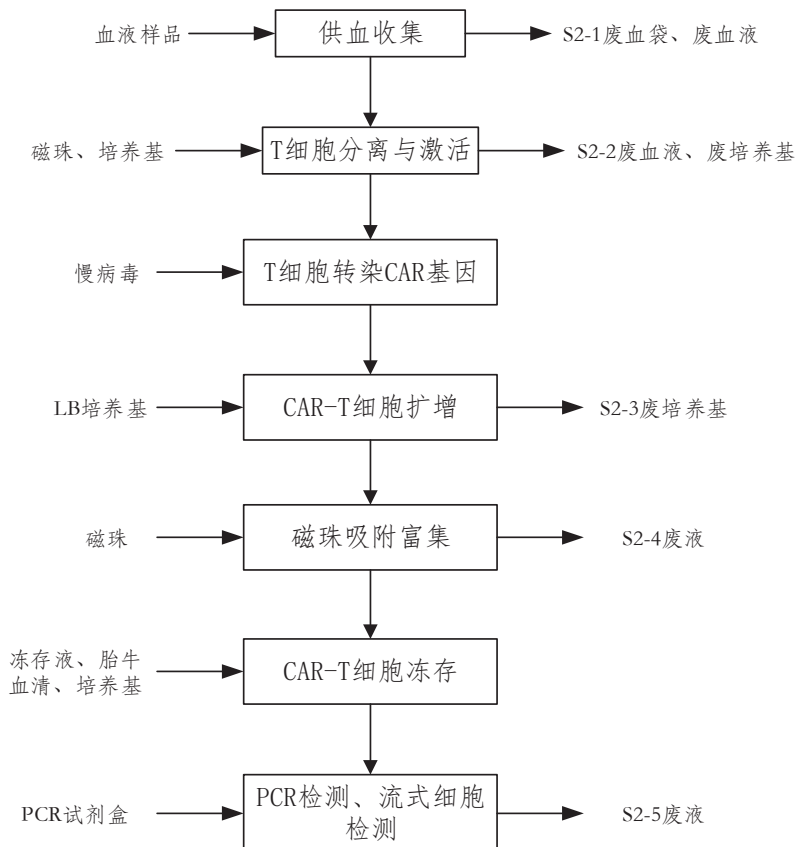 血液样品
供血收集
S2-1废血袋、废血液
磁珠、培养基
T细胞分离与激活
S2-2废血液、废培养基
慢病毒
T细胞转染CAR基因
LB培养基
CAR-T细胞扩增
S2-3废培养基
磁珠
磁珠吸附富集
S2-4废液
冻存液、胎牛
血清、培养基
CAR-T细胞冻存
PCR试剂盒
PCR检测、流式细胞
检测
S2-5废液